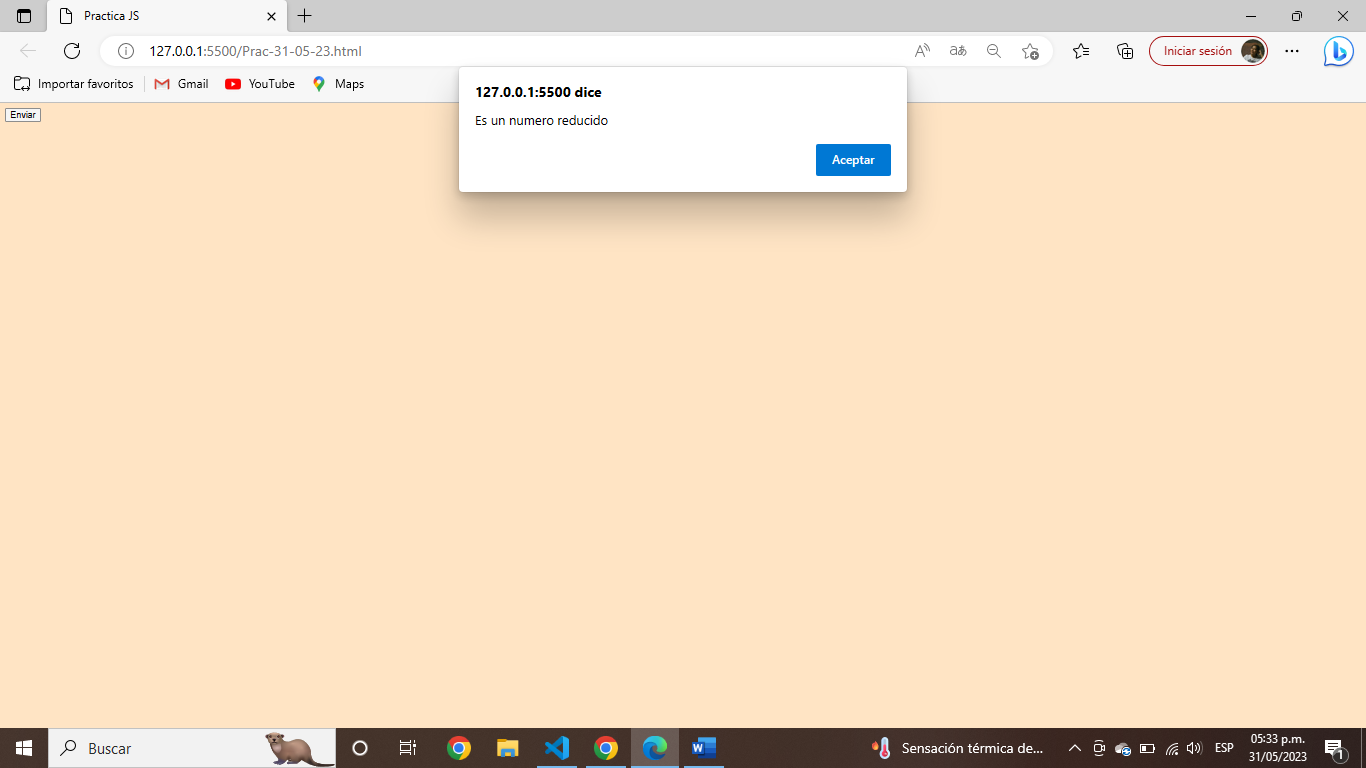 Practica JS
127.0.0.1:5500/Prac-31-05-23.html
Iniciar sesión
Importar favoritos
Gmail
YouTube
Maps
127.0.0.1:5500 dice
Es un numero reducido
Aceptar
Enviar
Buscar
Sensación térmica de...
ESP
05:33 p.m.
31/05/2023
1